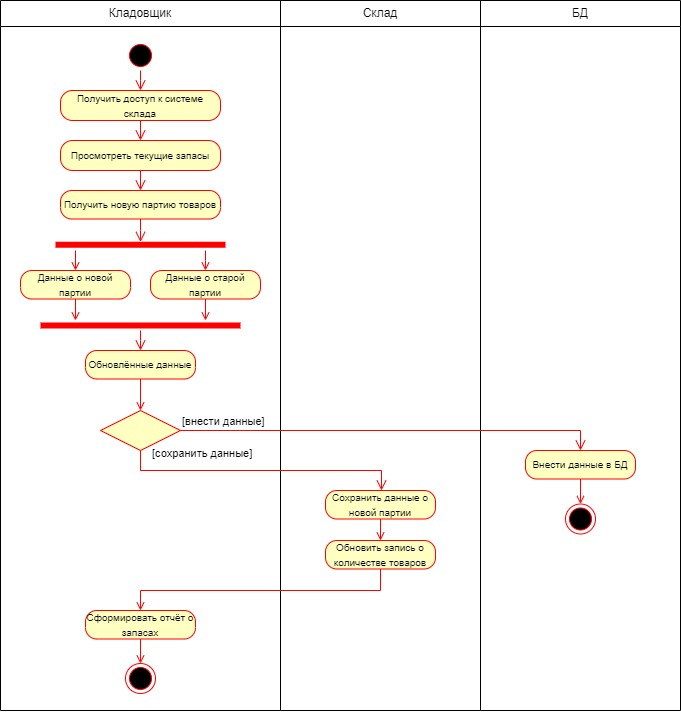 Кладовщик
Склад
БД
Получить доступ к системе
склада
Просмотреть текущие запасы
Получить новую партию товаров
Данные о новой
партии
Данные о старой
партии
Обновлённые данные
[внести данные]
[сохранить данные]
Внести данные в БД
Сохранить данные о
новой партии
Обновить запись о
количестве товаров
Сформировать отчёт о
запасах